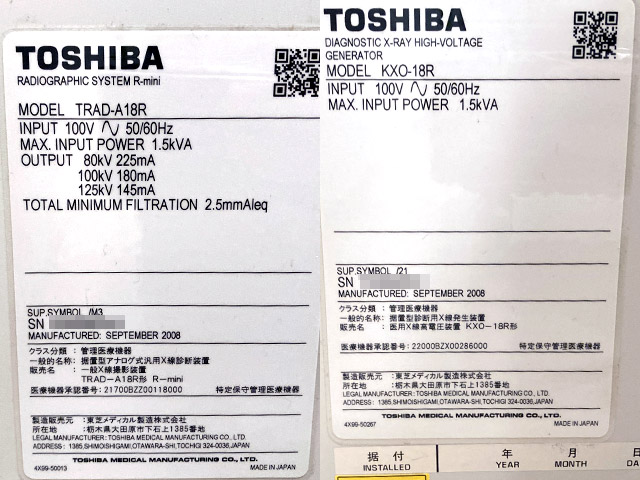 TOSHIBA
RADIOGRAPHIC SYSTEM R-mini
MODEL TRAD-A18R
INPUT 100V ∿ 50/60Hz
MAX. INPUT POWER 1.5kVA
OUTPUT 80kV 225mA
100kV 180mA
125kV 145mA
TOTAL MINIMUM FILTRATION 2.5mmAleq
SUP.SYMBOL /M3
SN
MANUFACTURED: SEPTEMBER 2008
クラス分類 : 管理医療機器
一般的名称: 据置型アナログ式汎用X線診断装置
販売名 : 一般X線撮影装置
TRAD-A18R形 R-mini
医療機器承認番号: 21700BZZ00118000 特定保守管理医療機器
製造販売元 : 東芝メディカル製造株式会社
所在地 : 栃木県大田原市下石上1385番地
LEGAL MANUFACTURER: TOSHIBA MEDICAL MANUFACTURING CO., LTD.
ADDRESS : 1385,SHIMOISHIGAMI,OTAWARA-SHI,TOCHIGI 324-0036,JAPAN
TOSHIBA MEDICAL MANUFACTURING CO.,LTD.
4X99-50013 MADE IN JAPAN
TOSHIBA
DIAGNOSTIC X-RAY HIGH-VOLTAGE
GENERATOR
MODEL KXO-18R
INPUT 100V ∿ 50/60Hz
MAX. INPUT POWER 1.5kVA
SUP.SYMBOL /21
SN
MANUFACTURED: SEPTEMBER 2008
クラス分類 : 管理医療機器
一般的名称: 据置型診断用X線発生装置
販売名 : 医用X線高電圧装置 KXO-18R形
医療機器承認番号: 22000BZX00286000 特定保守管理医療機器
製造販売元 : 東芝メディカル製造株式会社
所在地 : 栃木県大田原市下石上1385番地
LEGAL MANUFACTURER: TOSHIBA MEDICAL MANUFACTURING CO., LTD.
ADDRESS : 1385,SHIMOISHIGAMI,OTAWARA-SHI,TOCHIGI 324-0036,JAPAN
TOSHIBA MEDICAL MANUFACTURING CO.,LTD.
4X99-50267 MADE IN JAPAN
据付 年 月 日
INSTALLED YEAR MONTH DA